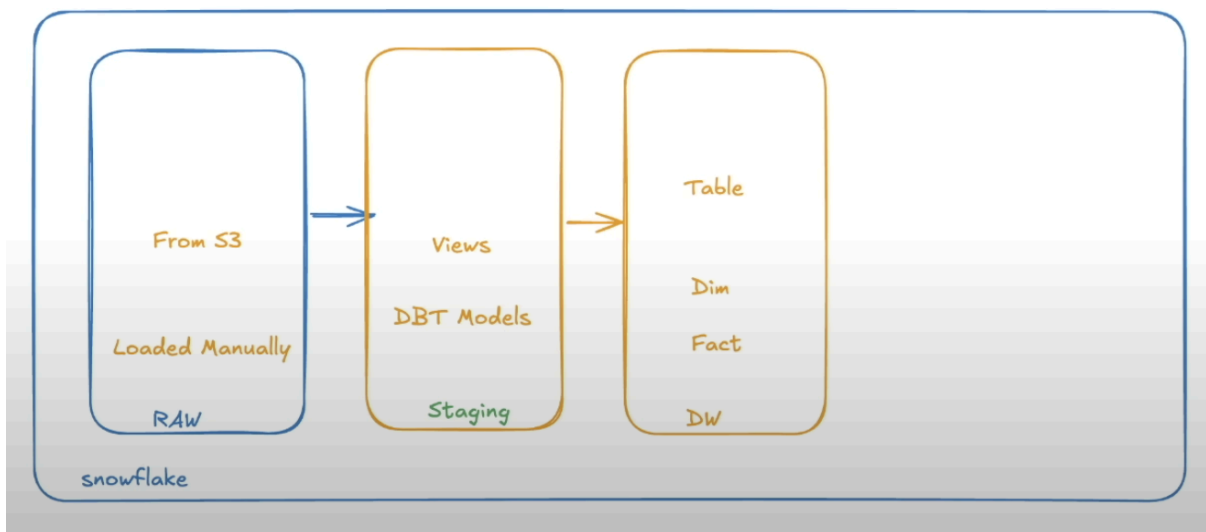 From S3
Loaded Manually
RAW
Views
DBT Models
Staging
Table
Dim
Fact
DW
snowflake